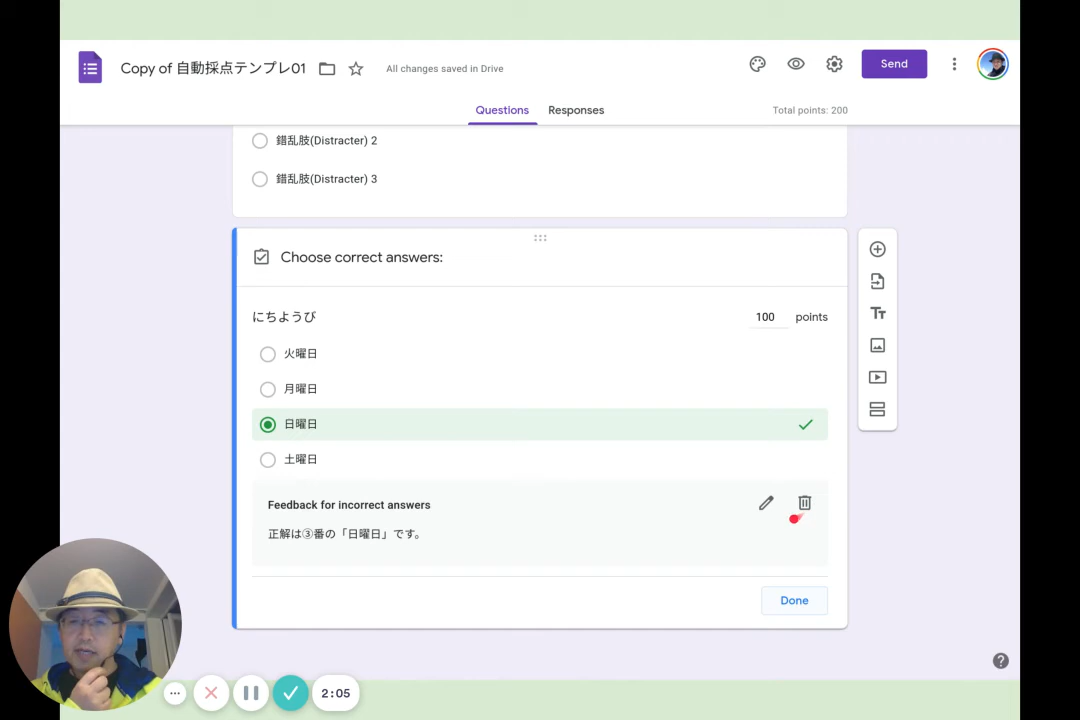 Copy of 自動採点テンプレ01
All changes saved in Drive
Send
Questions
Responses
Total points: 200
錯乱肢(Distracter) 2
錯乱肢(Distracter) 3
Choose correct answers:
にちようび
100 points
火曜日
月曜日
日曜日
土曜日
Feedback for incorrect answers
正解は③番の「日曜日」です。
Done
2:05